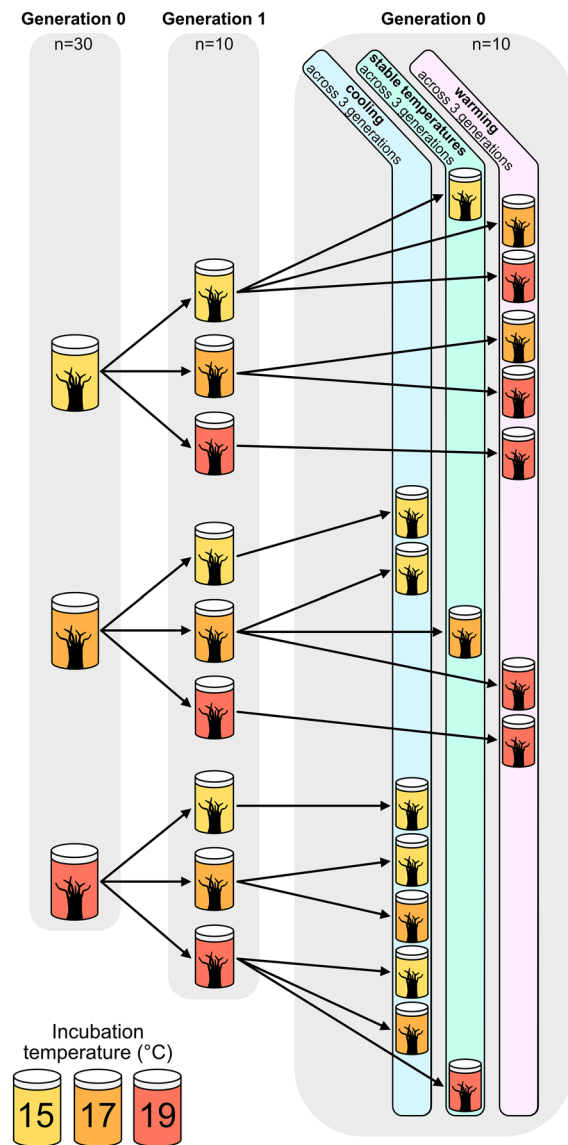 Generation 0
Generation 1
Generation 0
n=30
n=10
n=10
cooling
across 3 generations
stable temperatures
across 3 generations
warming
across 3 generations
Incubation
temperature (°C)
15
17
19